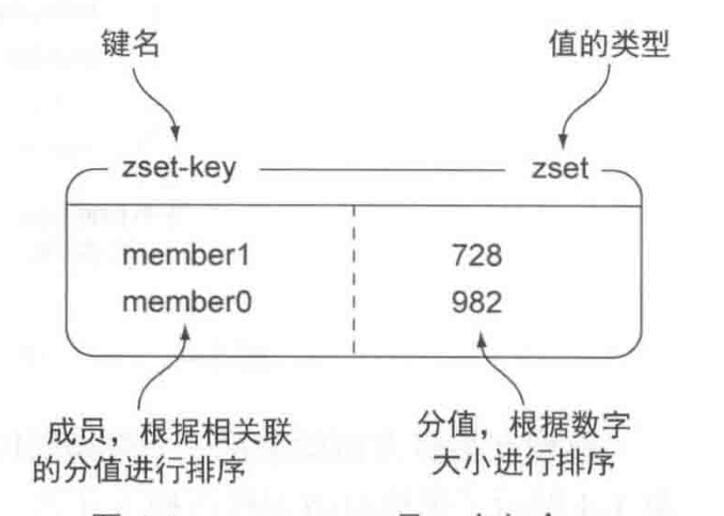 键名 值的类型
zset-key zset
member1 728
member0 982
成员，根据相关联 分值，根据数字
的分值进行排序 大小进行排序